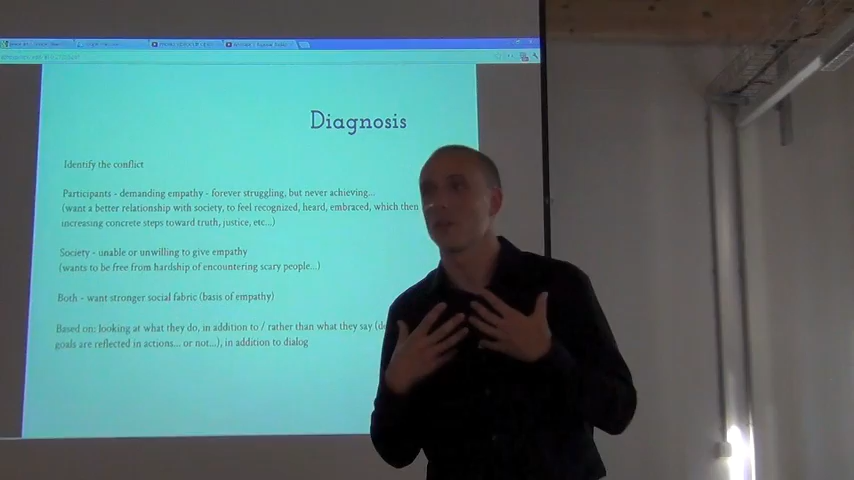 Diagnosis
Identify the conflict
Participants - demanding empathy - forever struggling, but never achieving...
(want a better relationship with society, to feel recognized, heard, embraced, which then
increasing concrete steps toward truth, justice, etc...)
Society - unable or unwilling to give empathy
(wants to be free from hardship of encountering scary people...)
Both - want stronger social fabric (basis of empathy)
Based on: looking at what they do, in addition to / rather than what they say
goals are reflected in actions... or not...), in addition to dialog